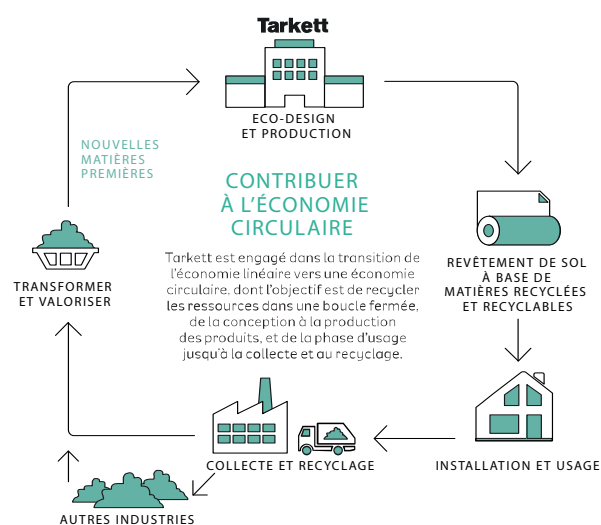 Tarkett
ECO-DESIGN
ET PRODUCTION
NOUVELLES
MATIÈRES
PREMIÈRES
CONTRIBUER
À L'ÉCONOMIE
CIRCULAIRE
Tarkett est engagé dans la transition de
l'économie linéaire vers une économie
circulaire, dont l'objectif est de recycler
les ressources dans une boucle fermée,
de la conception à la production
des produits, et de la phase d'usage
jusqu'à la collecte et au recyclage.
REVÊTEMENT DE SOL
À BASE DE
MATIÈRES RECYCLÉES
ET RECYCLABLES
TRANSFORMER
ET VALORISER
COLLECTE ET RECYCLAGE
INSTALLATION ET USAGE
AUTRES INDUSTRIES